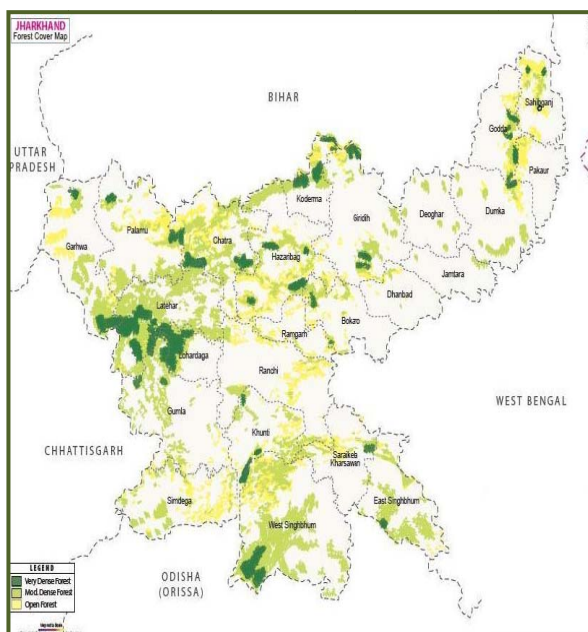 JHARKHAND
Forest Cover Map
BIHAR
UTTAR
PRADESH
Sahibganj
Godda
Pakaur
Koderma
Garhwa
Palamu
Chatra
Giridih
Deoghar
Dumka
Hazaribag
Jamtara
Dhanbad
Latehar
Bokaro
Ramgarh
Lohardaga
Ranchi
WEST BENGAL
Gumla
Khunti
CHHATTISGARH
Saraikela
Kharsawan
Simdega
East Singhbhum
West Singhbhum
ODISHA
(ORISSA)
LEGEND
Very Dense Forest
Mod. Dense Forest
Open Forest